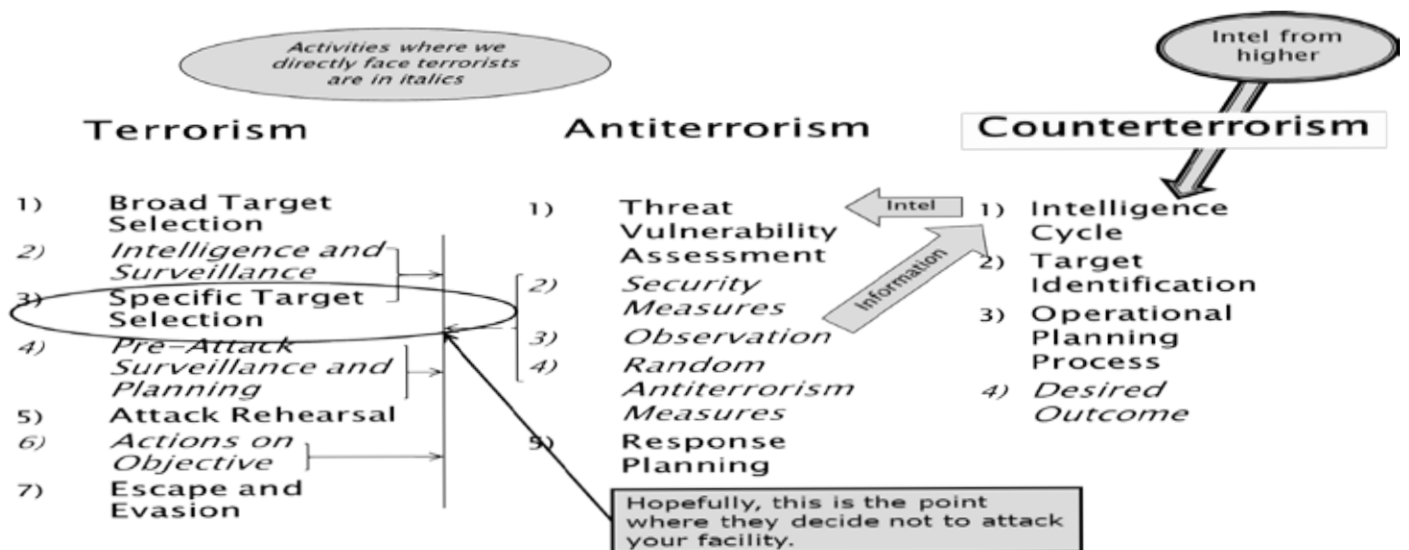 Activities where we
directly face terrorists
are in italics
Intel from
higher
Terrorism
Antiterrorism
Counterterrorism
1) Broad Target
Selection
2) Intelligence and
Surveillance
3) Specific Target
Selection
4) Pre-Attack
Surveillance and
Planning
5) Attack Rehearsal
6) Actions on
Objective
7) Escape and
Evasion
1) Threat
Vulnerability
Assessment
2) Security
Measures
3) Observation
4) Random
Antiterrorism
Measures
5) Response
Planning
Intel
Information
1) Intelligence
Cycle
2) Target
Identification
3) Operational
Planning
Process
4) Desired
Outcome
Hopefully, this is the point
where they decide not to attack
your facility.